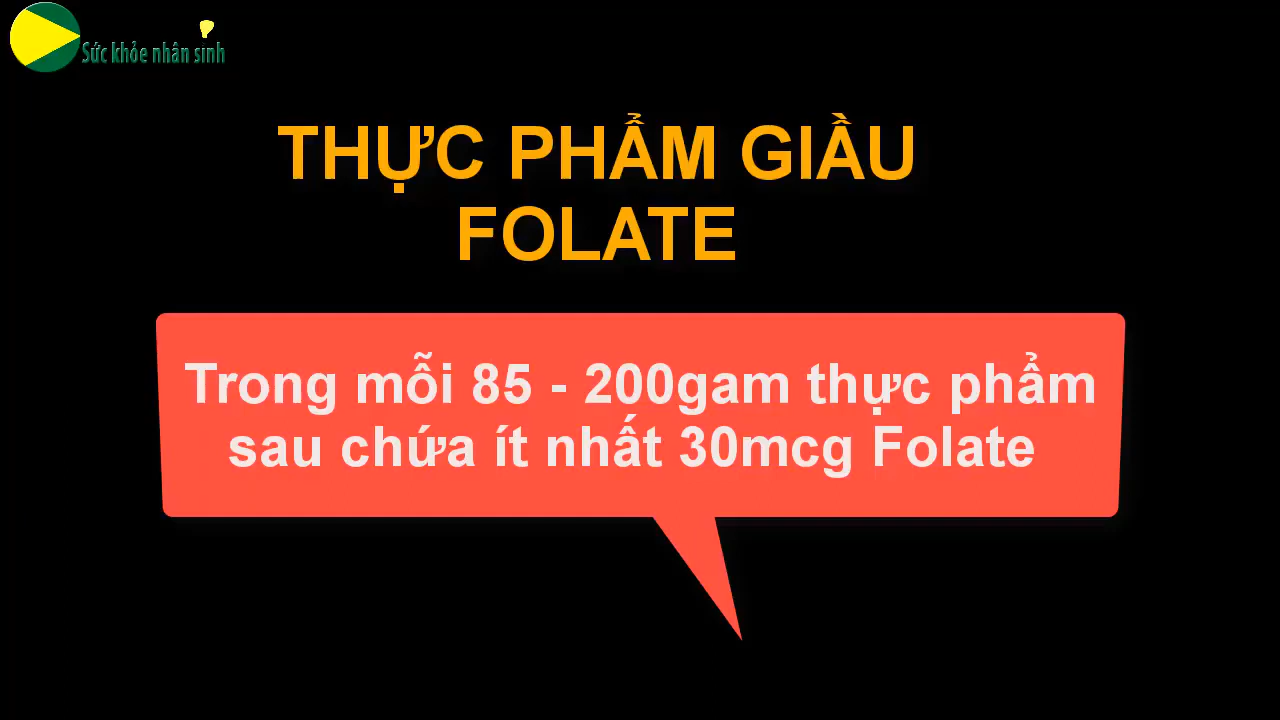 Sức khỏe nhân sinh
THỰC PHẨM GIẦU
FOLATE
Trong mỗi 85 - 200gam thực phẩm
sau chứa ít nhất 30mcg Folate